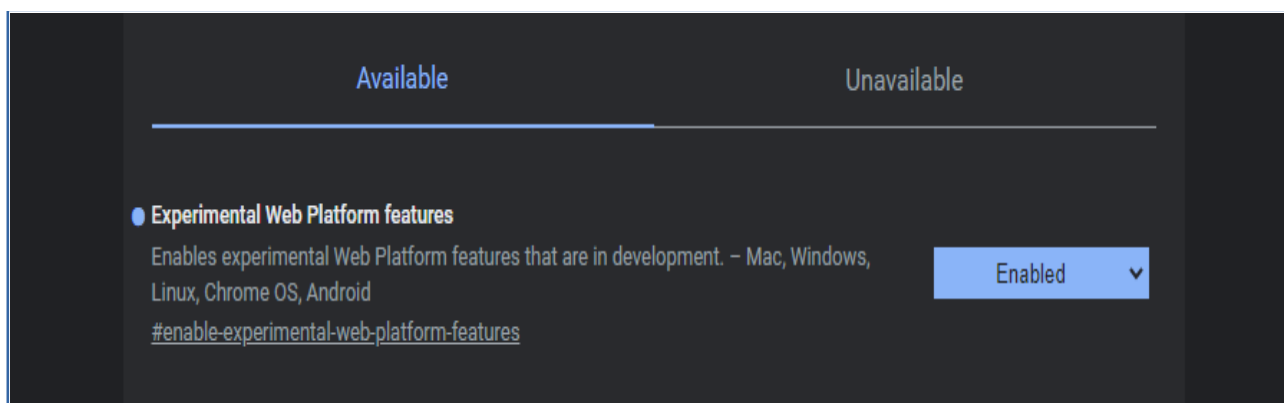 Available
Unavailable
Experimental Web Platform features
Enables experimental Web Platform features that are in development. – Mac, Windows,
Linux, Chrome OS, Android
Enabled
#enable-experimental-web-platform-features